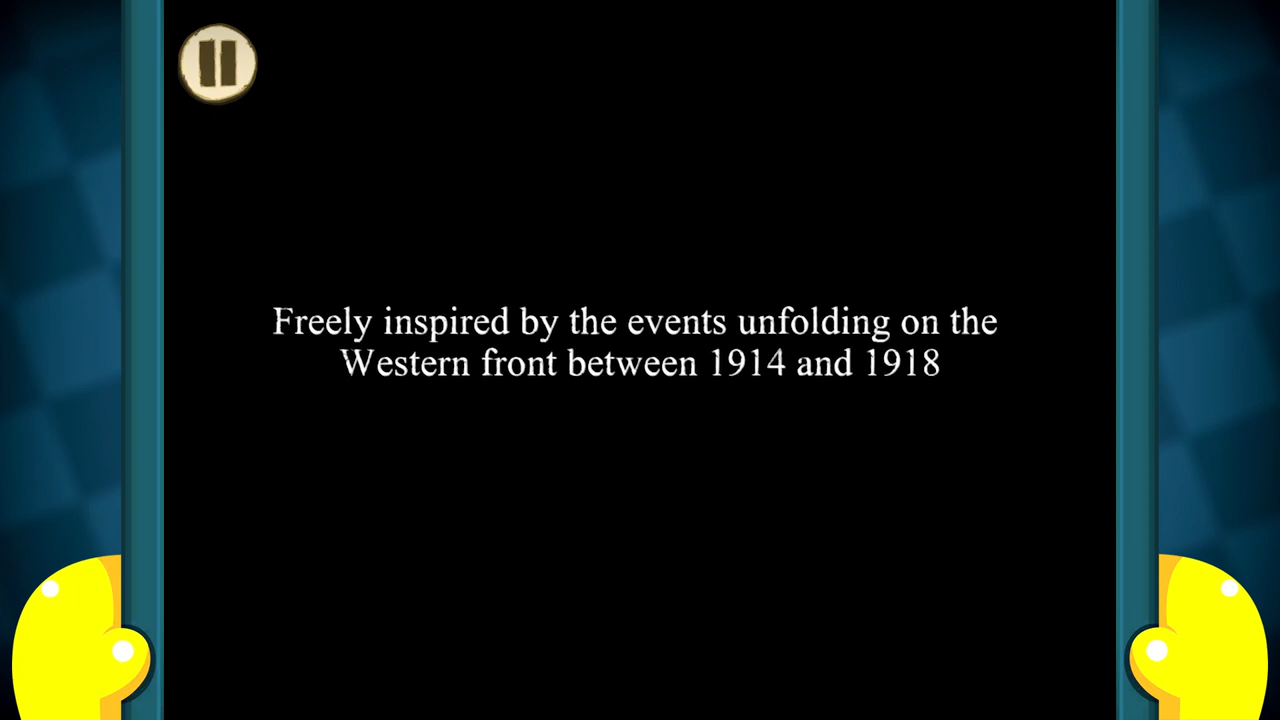 Freely inspired by the events unfolding on the
Western front between 1914 and 1918